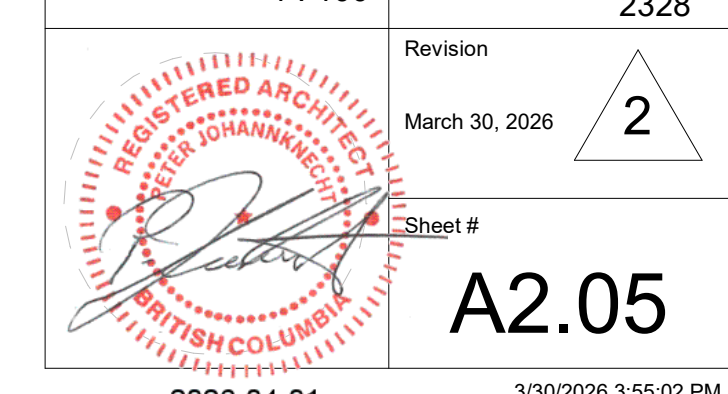 2328
Revision
March 30, 2026
2
REGISTERED ARCHITECT
PETER JOHANNKNECHT
BRITISH COLUMBIA
Sheet #
A2.05
3/30/2026 3:55:02 PM